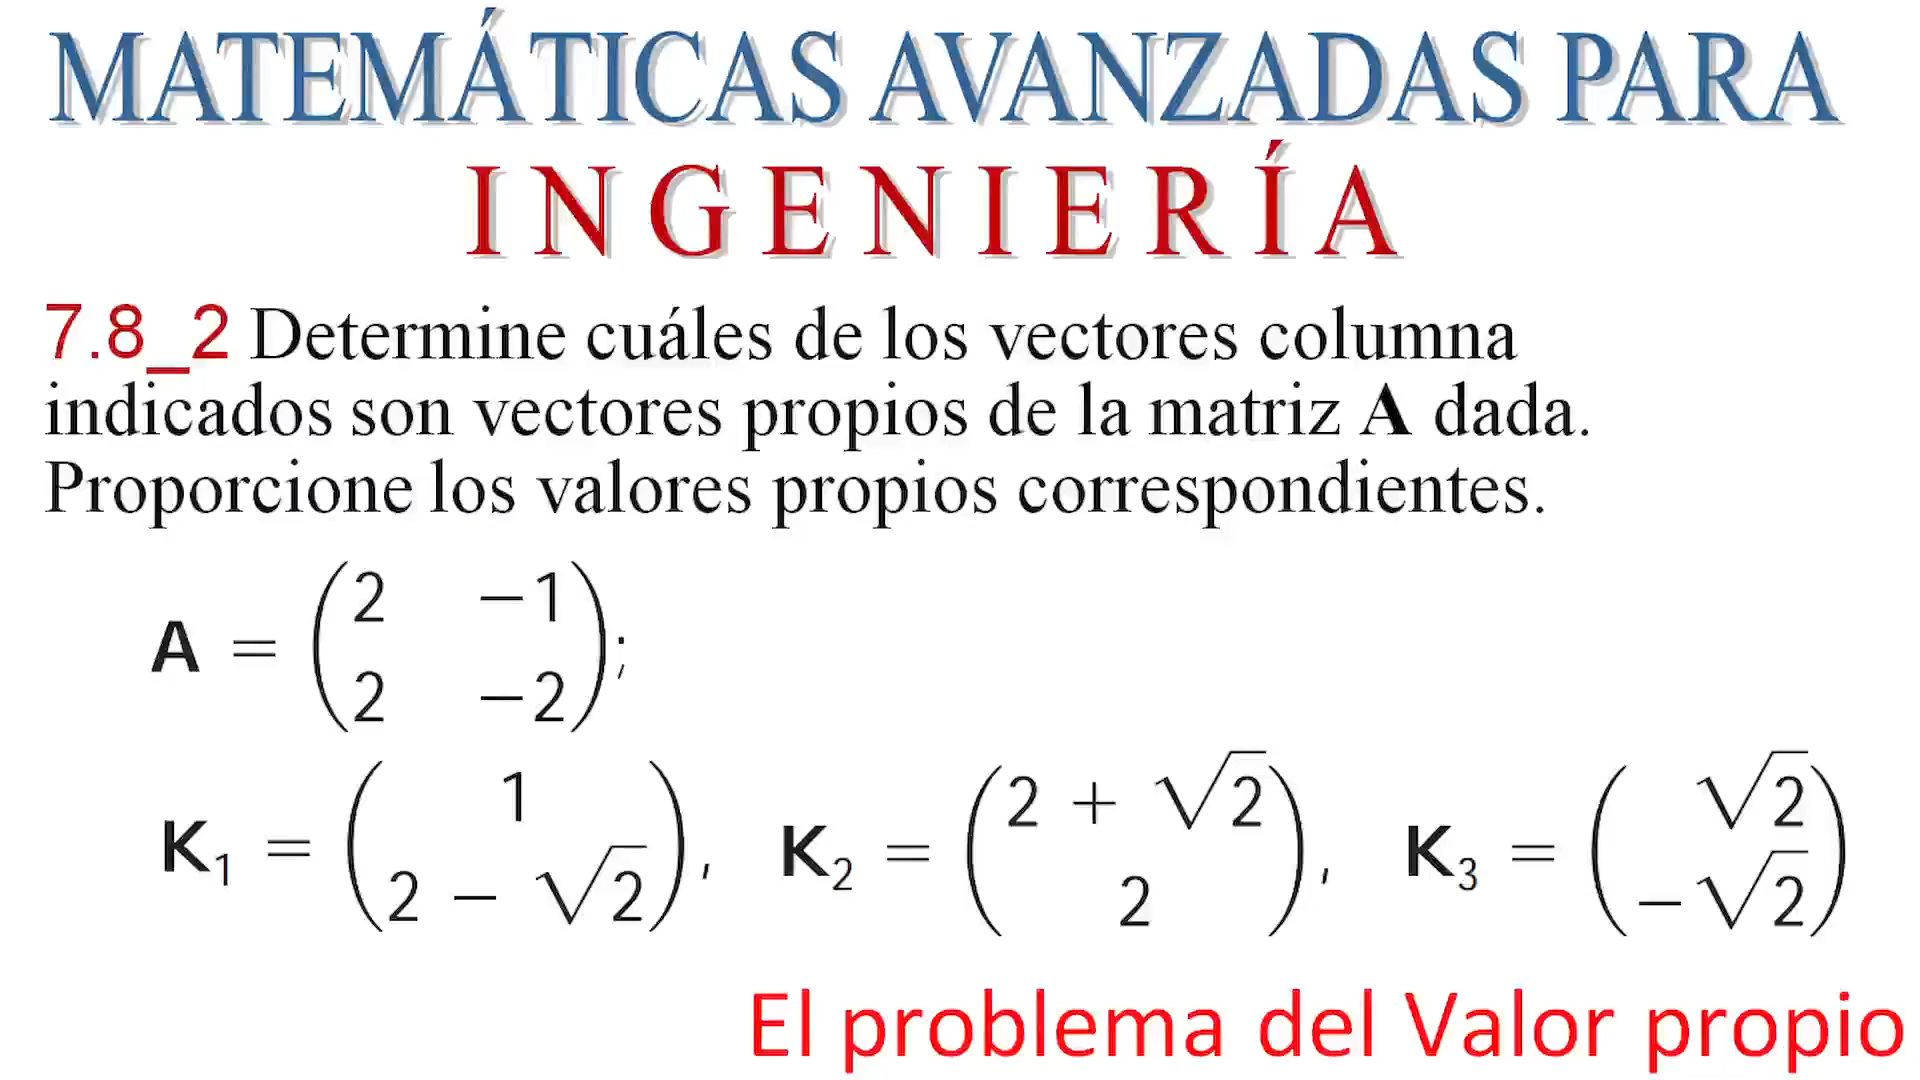 MATEMÁTICAS AVANZADAS PARA
INGENIERÍA
7.8_2 Determine cuáles de los vectores columna
indicados son vectores propios de la matriz A dada.
Proporcione los valores propios correspondientes.
A = (2 −1; 2 −2);
K₁ = (1; 2 − √2), K₂ = (2 + √2; 2), K₃ = (√2; −√2)
El problema del Valor propio